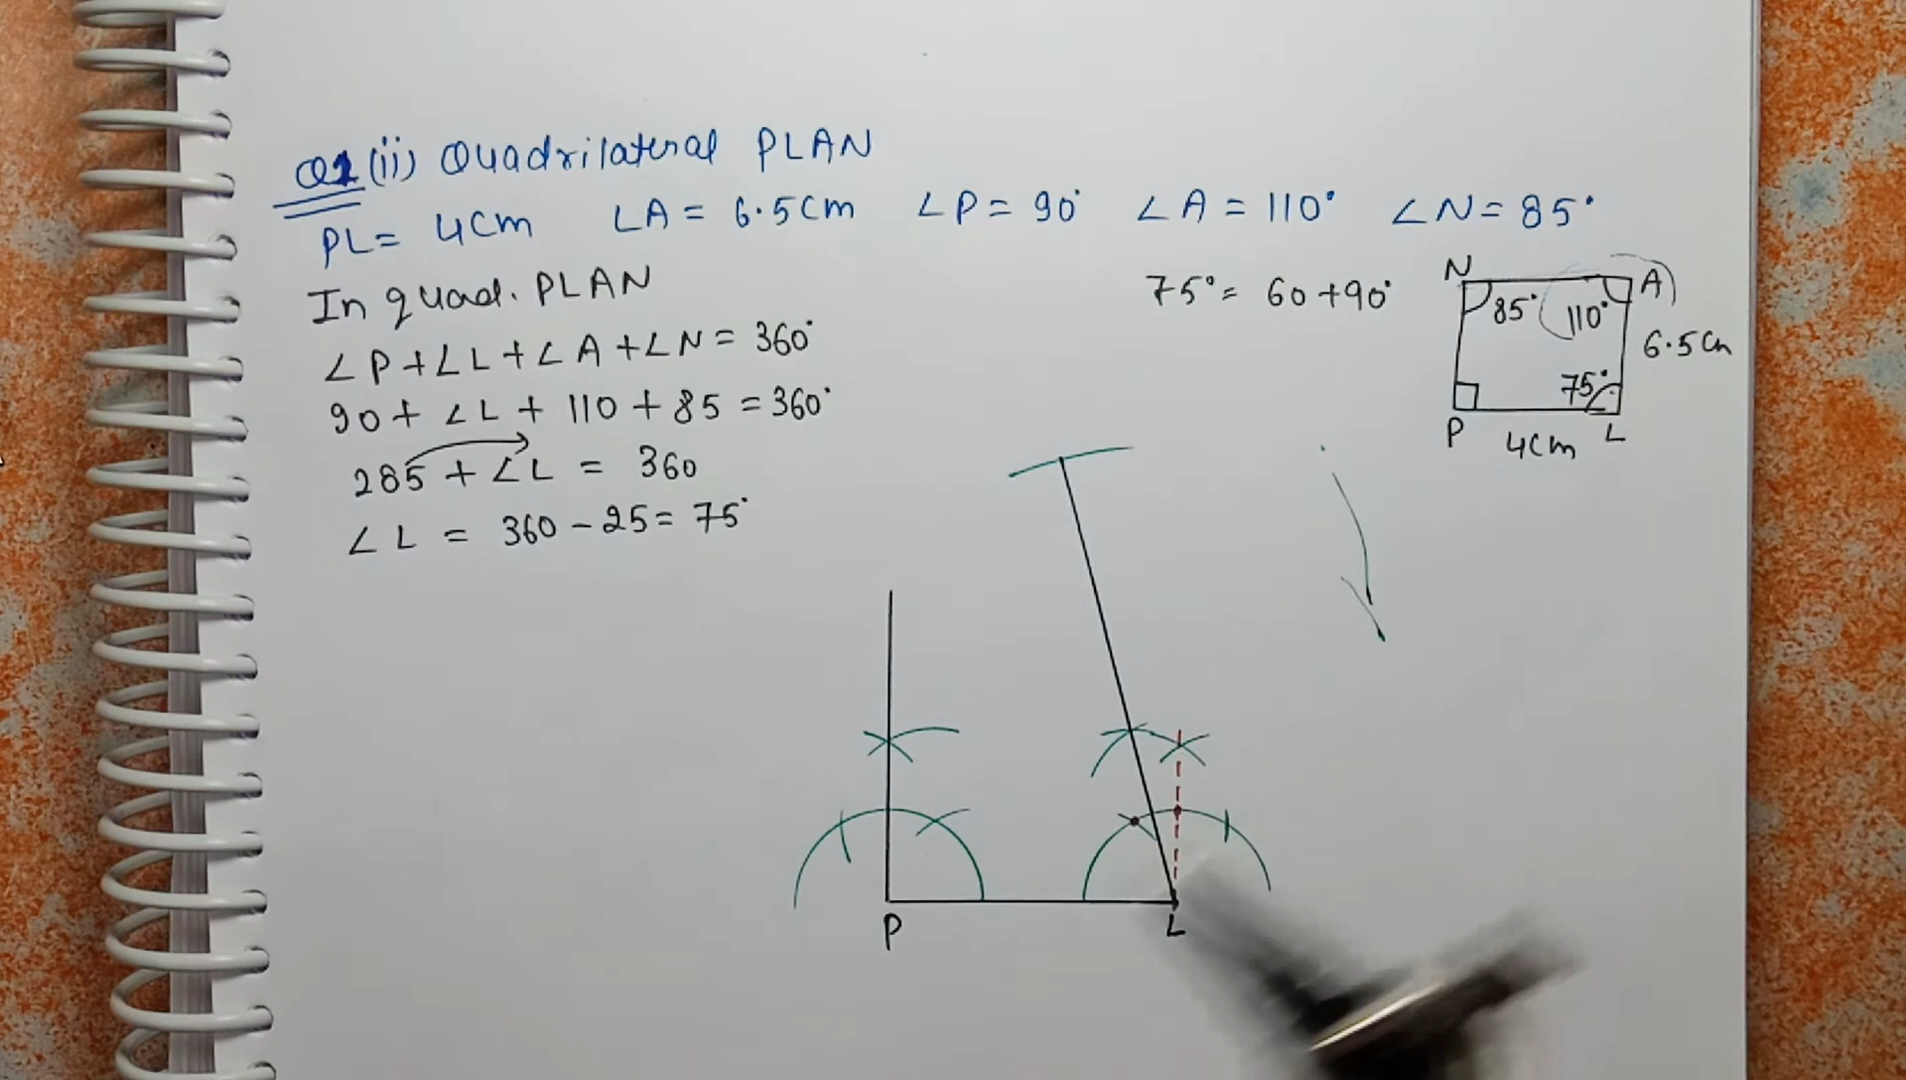 Q1 (ii) Quadrilateral PLAN
PL = 4cm LA = 6.5cm ∠P = 90° ∠A = 110° ∠N = 85°
In quad. PLAN
∠P + ∠L + ∠A + ∠N = 360°
90 + ∠L + 110 + 85 = 360°
285 + ∠L = 360
∠L = 360 - 25 = 75°
75° = 60 + 90°
N A
85° 110°
6.5cm
75°
P 4cm L
P L